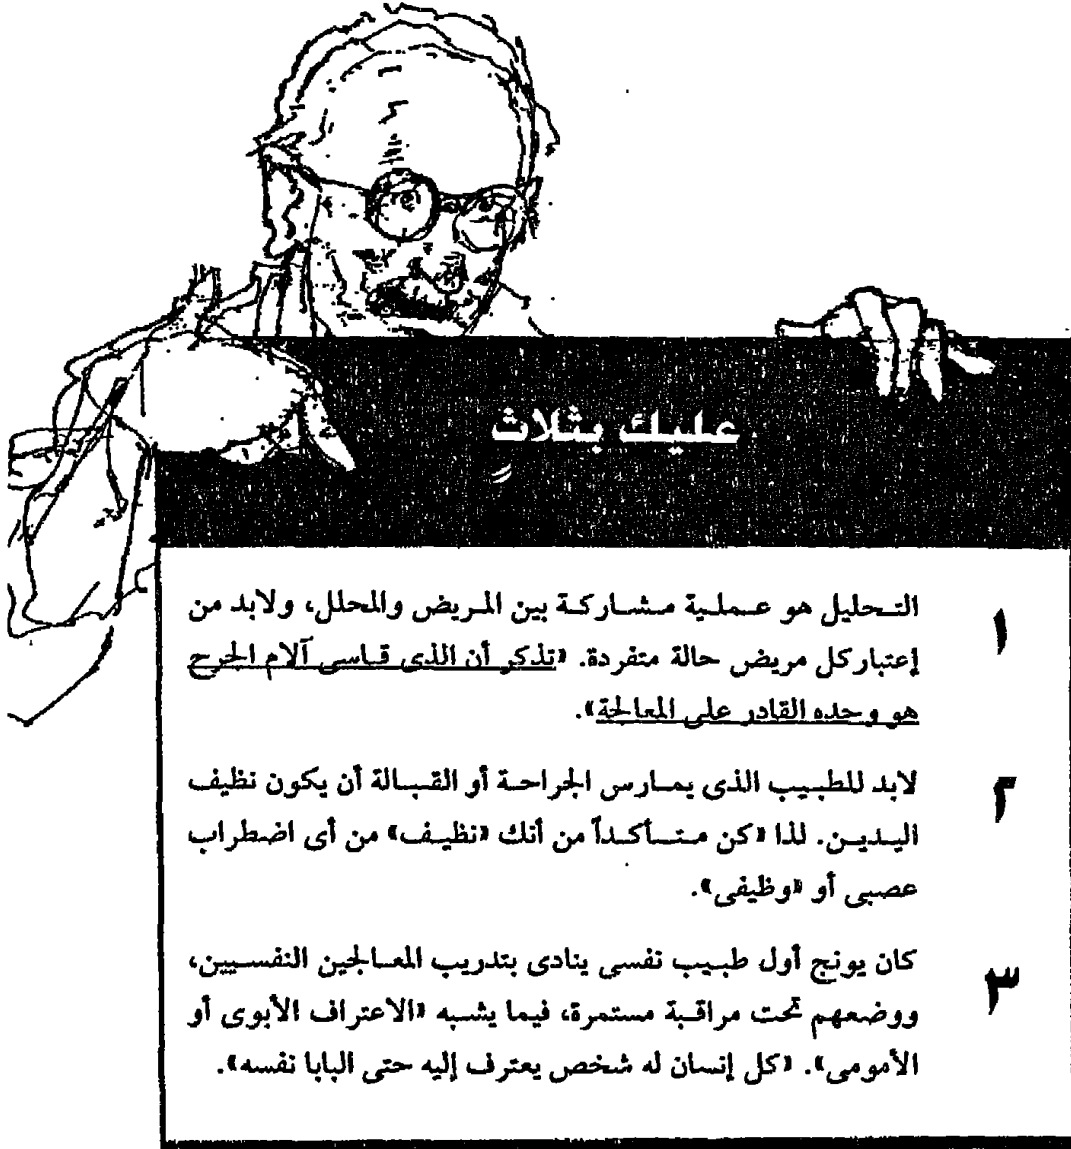 عليك بثلاثٍ
١
التحليل هو عملية مشاركة بين المريض والمحلل، ولابد من
إعتباركل مريض حالة متفردة. «تذكر أن الذى قاسى آلام الجرح
هو وحده القادر على المعالجة».
٢
لابد للطبيب الذى يمارس الجراحة أو القبالة أن يكون نظيف
اليدين. لذا «كن متأكداً من أنك «نظيف» من أى اضطراب
عصبى أو «وظيفى».
٣
كان يونج أول طبيب نفسى ينادى بتدريب المعالجين النفسيين،
ووضعهم تحت مراقبة مستمرة، فيما يشبه «الاعتراف الأبوى أو
الأمومى». «كل إنسان له شخص يعترف إليه حتى البابا نفسه».